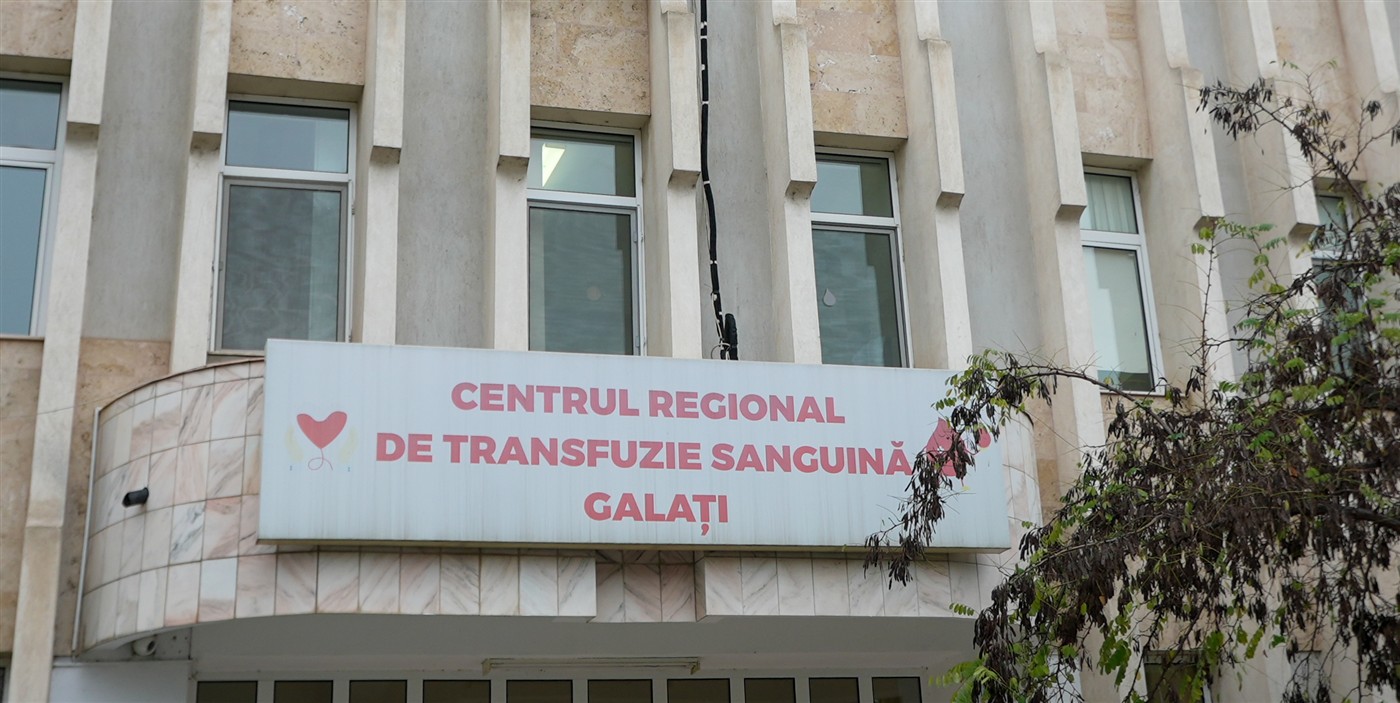 CENTRUL REGIONAL
DE TRANSFUZIE SANGUINĂ
GALAȚI